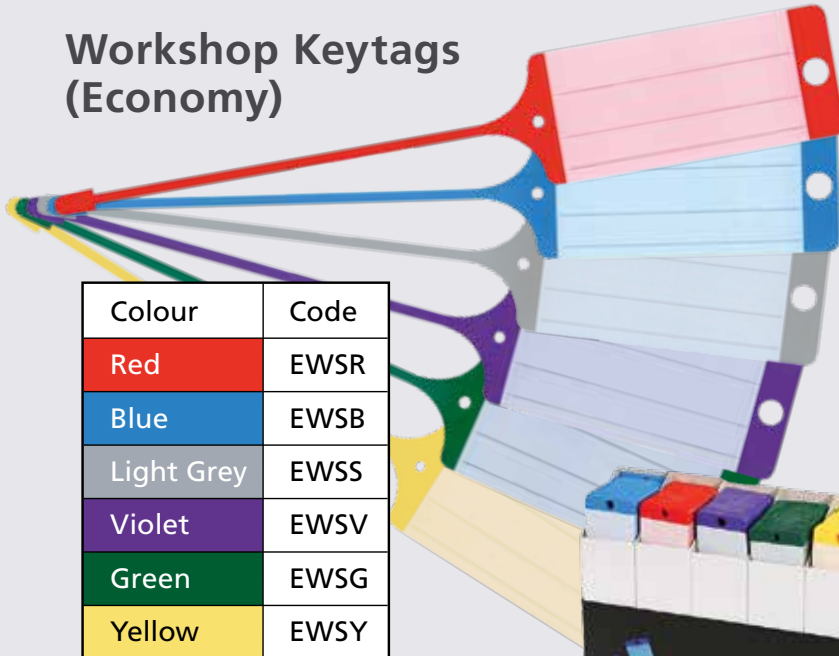 Workshop Keytags
(Economy)
Colour Code
Red EWSR
Blue EWSB
Light Grey EWSS
Violet EWSV
Green EWSG
Yellow EWSY